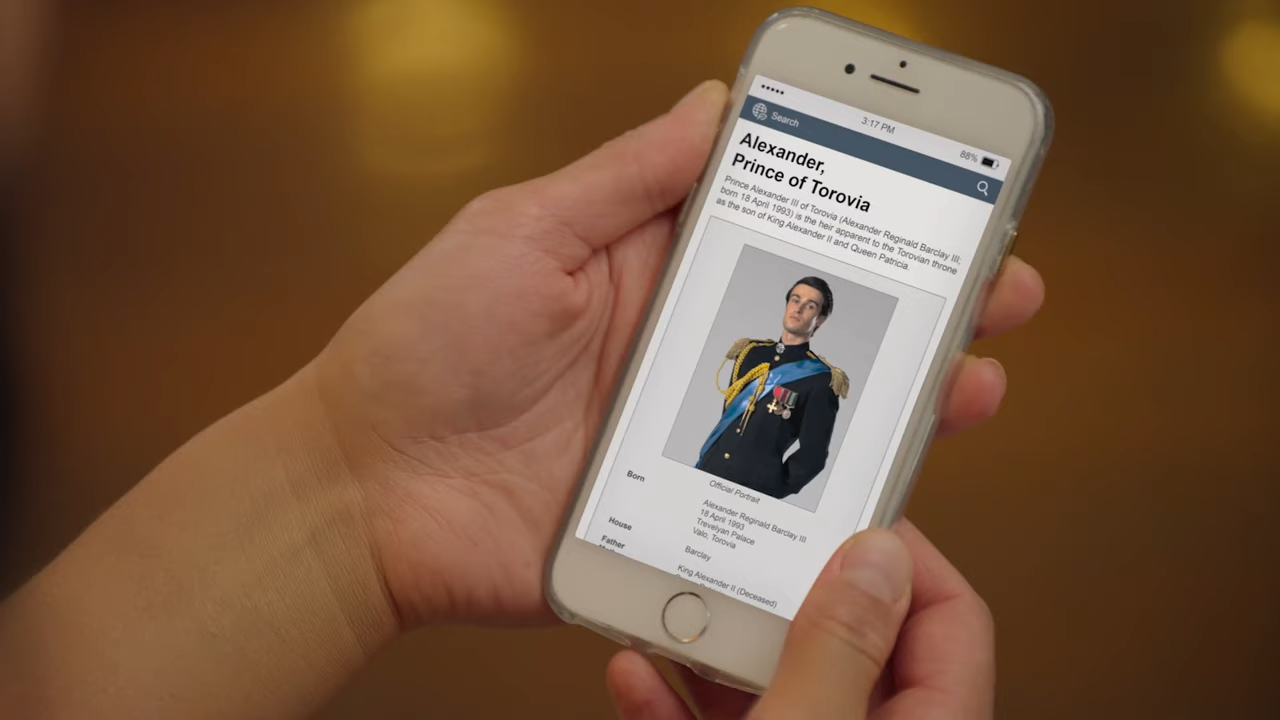 3:17 PM
88%
Search
Alexander,
Prince of Torovia
Prince Alexander III of Torovia (Alexander Reginald Barclay III;
born 18 April 1993) is the heir apparent to the Torovian throne
as the son of King Alexander II and Queen Patricia.
Official Portrait
Born
Alexander Reginald Barclay III
18 April 1993
Trevelyan Palace
Valo, Torovia
House
Barclay
Father
King Alexander II (Deceased)